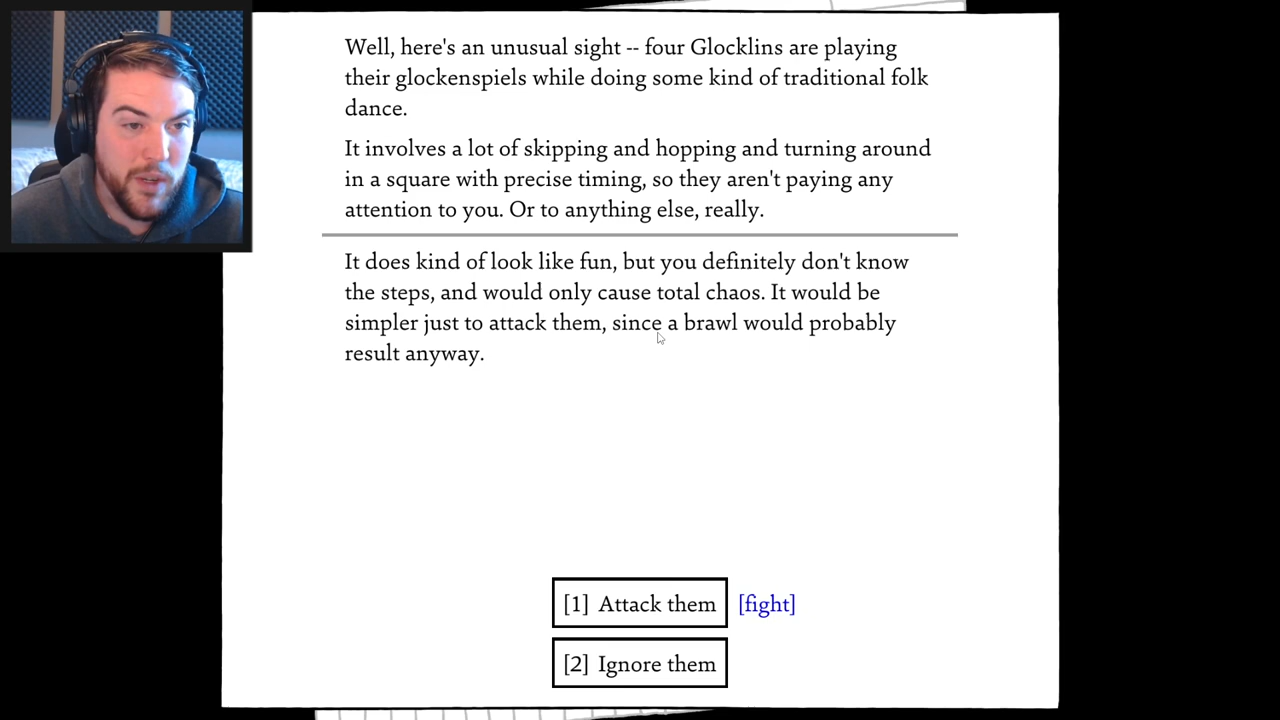 Well, here's an unusual sight -- four Glocklins are playing
their glockenspiels while doing some kind of traditional folk
dance.
It involves a lot of skipping and hopping and turning around
in a square with precise timing, so they aren't paying any
attention to you. Or to anything else, really.
It does kind of look like fun, but you definitely don't know
the steps, and would only cause total chaos. It would be
simpler just to attack them, since a brawl would probably
result anyway.
[1] Attack them [fight]
[2] Ignore them